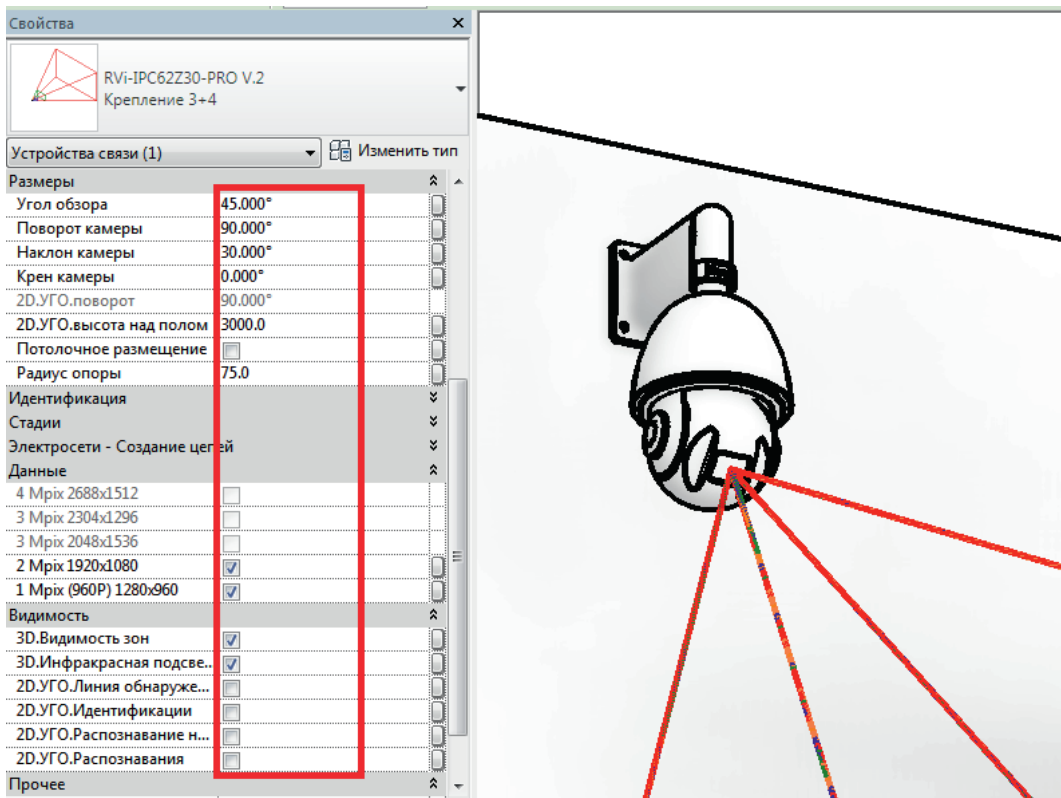 Свойства
RVi-IPC62Z30-PRO V.2
Крепление 3+4
Устройства связи (1) Изменить тип
Размеры
Угол обзора 45.000°
Поворот камеры 90.000°
Наклон камеры 30.000°
Крен камеры 0.000°
2D.УГО.поворот 90.000°
2D.УГО.высота над полом 3000.0
Потолочное размещение
Радиус опоры 75.0
Идентификация
Стадии
Электросети - Создание цепей
Данные
4 Mpix 2688x1512
3 Mpix 2304x1296
3 Mpix 2048x1536
2 Mpix 1920x1080
1 Mpix (960P) 1280x960
Видимость
3D.Видимость зон
3D.Инфракрасная подсве...
2D.УГО.Линия обнаруже...
2D.УГО.Идентификации
2D.УГО.Распознавание н...
2D.УГО.Распознавания
Прочее